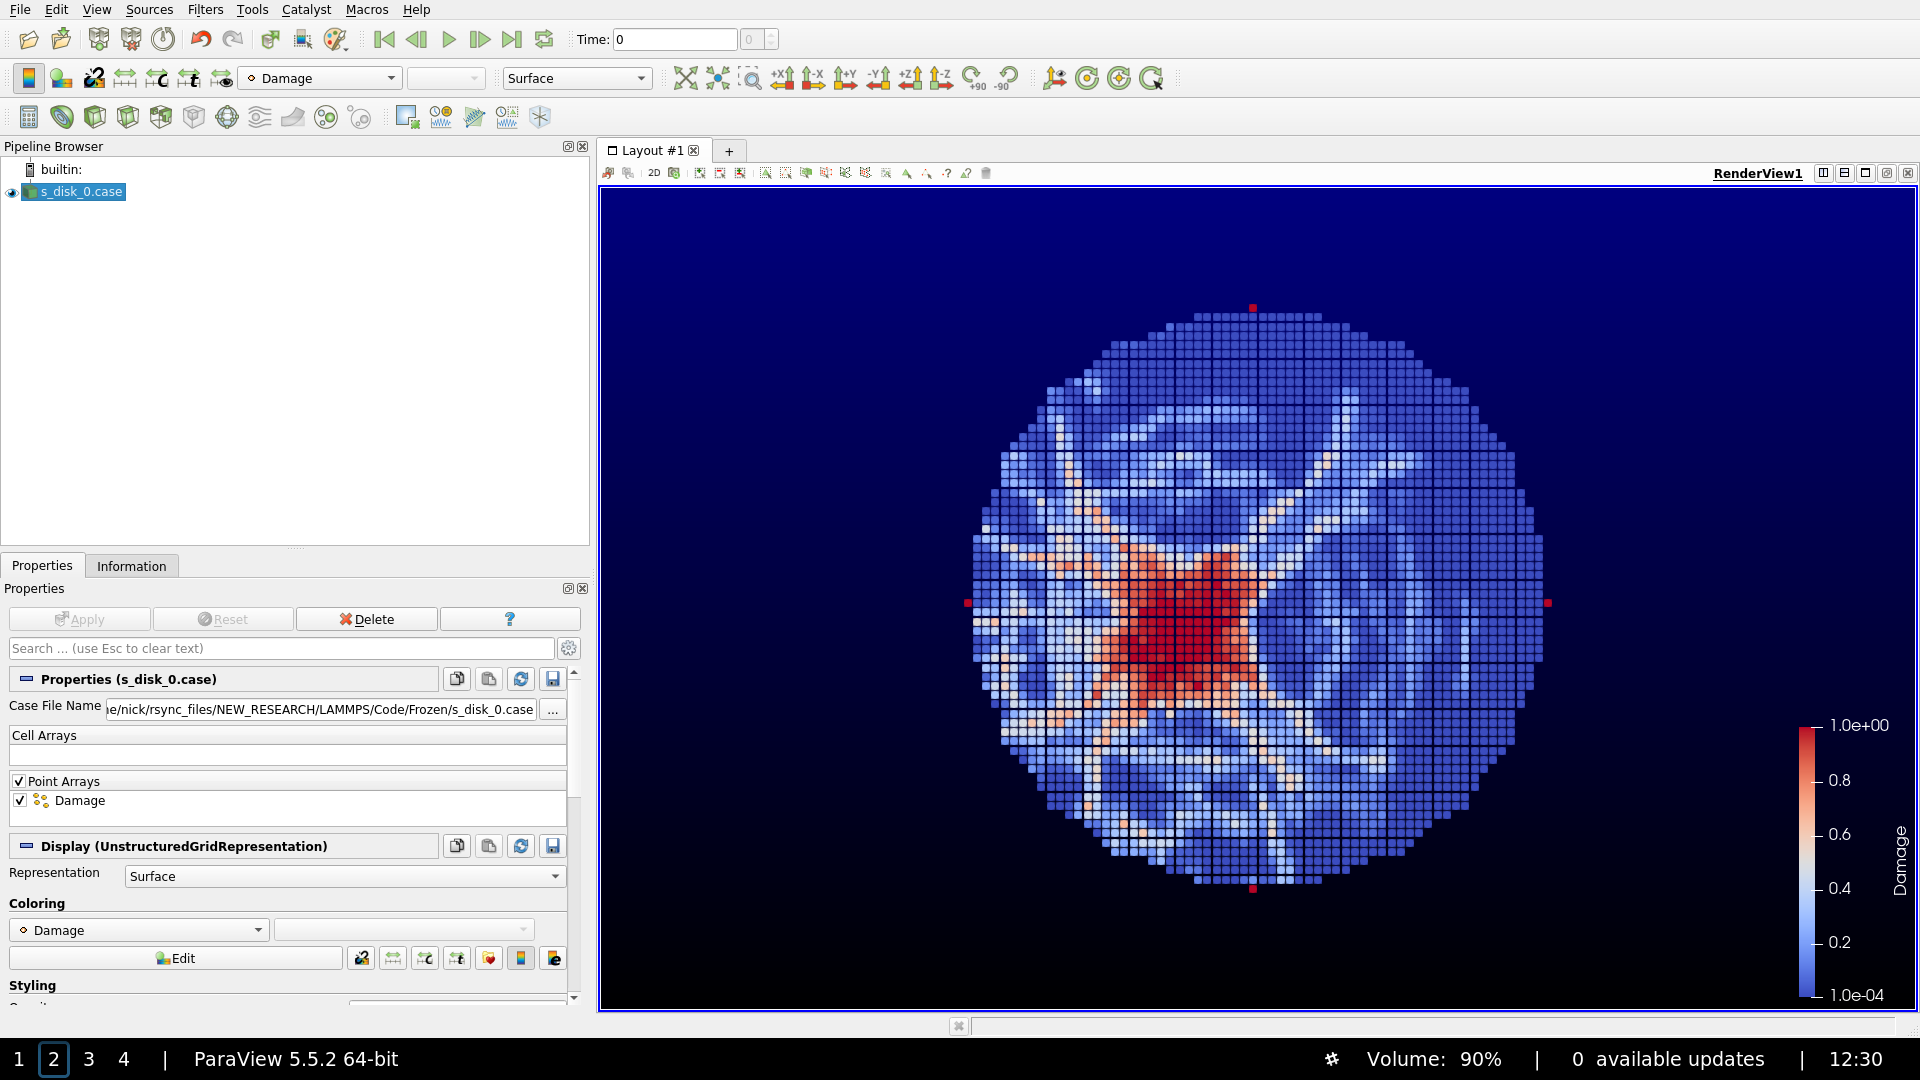 File Edit View Sources Filters Tools Catalyst Macros Help
Time: 0 0
Damage Surface +X -X +Y -Y +Z -Z +90 -90
Pipeline Browser
builtin:
s_disk_0.case
Layout #1 +
2D RenderView1
Properties Information
Properties
Apply Reset Delete ?
Search ... (use Esc to clear text)
Properties (s_disk_0.case)
Case File Name e/nick/rsync_files/NEW_RESEARCH/LAMMPS/Code/Frozen/s_disk_0.case ...
Cell Arrays
Point Arrays
Damage
Display (UnstructuredGridRepresentation)
Representation Surface
Coloring
Damage
Edit
Styling
1.0e+00
0.8
0.6
0.4
0.2
1.0e-04
Damage
1 2 3 4 | ParaView 5.5.2 64-bit # Volume: 90% | 0 available updates | 12:30